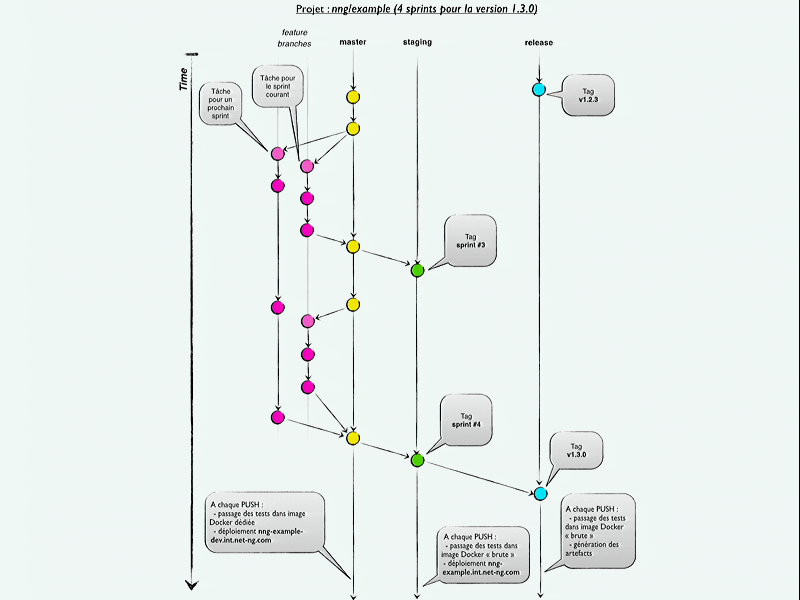 Projet : nng/example (4 sprints pour la version 1.3.0)
feature
branches
master
staging
release
Time
Tâche
pour un
prochain
sprint
Tâche pour
le sprint
courant
Tag
v1.2.3
Tag
sprint #3
Tag
sprint #4
Tag
v1.3.0
A chaque PUSH :
- passage des tests dans image
Docker dédiée
- déploiement nng-example-
dev.int.net-ng.com
A chaque PUSH :
- passage des tests dans
image Docker « brute »
- déploiement nng-
example.int.net-ng.com
A chaque PUSH :
- passage des tests
dans image Docker
« brute »
- génération des
artefacts